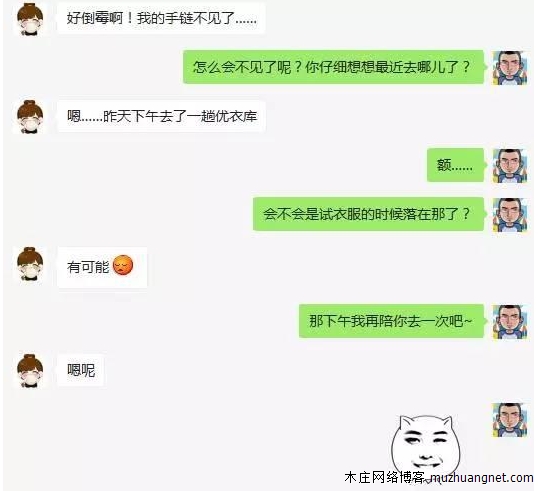 好倒霉啊！我的手链不见了......
怎么会不见了呢？你仔细想想最近去哪儿了？
嗯......昨天下午去了一趟优衣库
额......
会不会是试衣服的时候落在那了？
有可能
那下午我再陪你去一次吧~
嗯呢
木庄网络博客 muzhuangnet.com